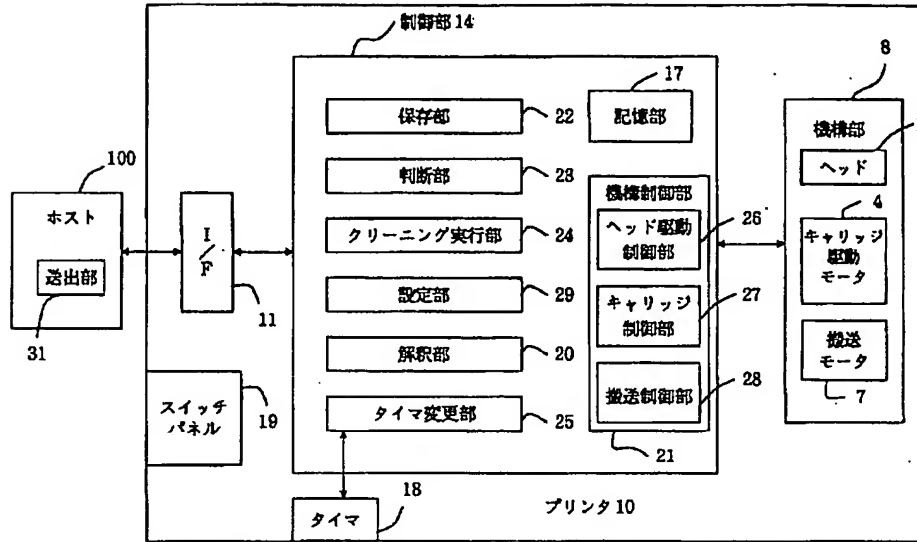 制御部14
17
8
保存部
22
記憶部
機構部
100
判断部
23
機構制御部
ヘッド
ホスト
I/F
クリーニング実行部
24
ヘッド駆動
制御部
26
4
キャリッジ
駆動
モータ
送出部
31
11
設定部
29
キャリッジ
制御部
27
解釈部
20
搬送制御部
28
搬送
モータ
7
スイッチ
パネル
19
タイマ変更部
25
21
タイマ
18
プリンタ10